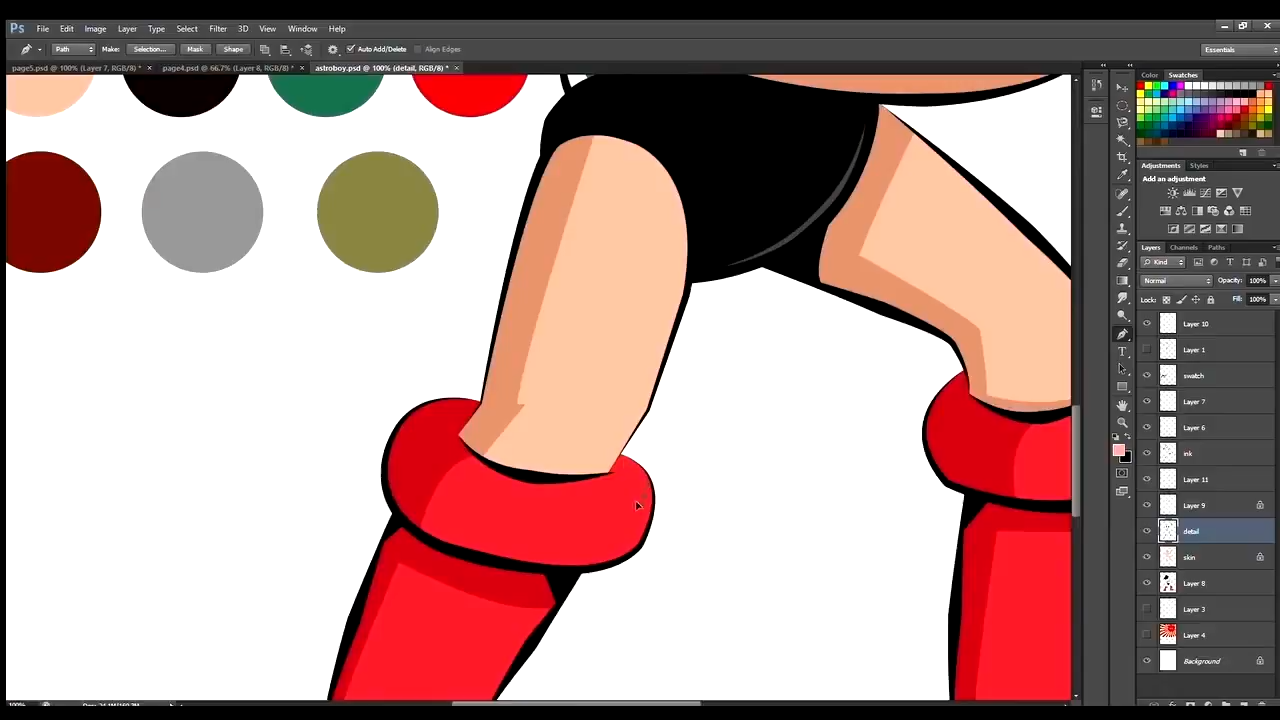 Ps File Edit Image Layer Type Select Filter 3D View Window Help
Path Make: Selection... Mask Shape Auto Add/Delete Align Edges Essentials
page5.psd @ 100% (Layer 7, RGB/8) * × page4.psd @ 66.7% (Layer 8, RGB/8) * × astroboy.psd @ 100% (detail, RGB/8) * ×
Color Swatches
Adjustments Styles
Add an adjustment
Layers Channels Paths
Kind
Normal Opacity: 100%
Lock: Fill: 100%
Layer 10
Layer 1
swatch
Layer 7
Layer 6
ink
Layer 11
Layer 9
detail
skin
Layer 8
Layer 3
Layer 4
Background